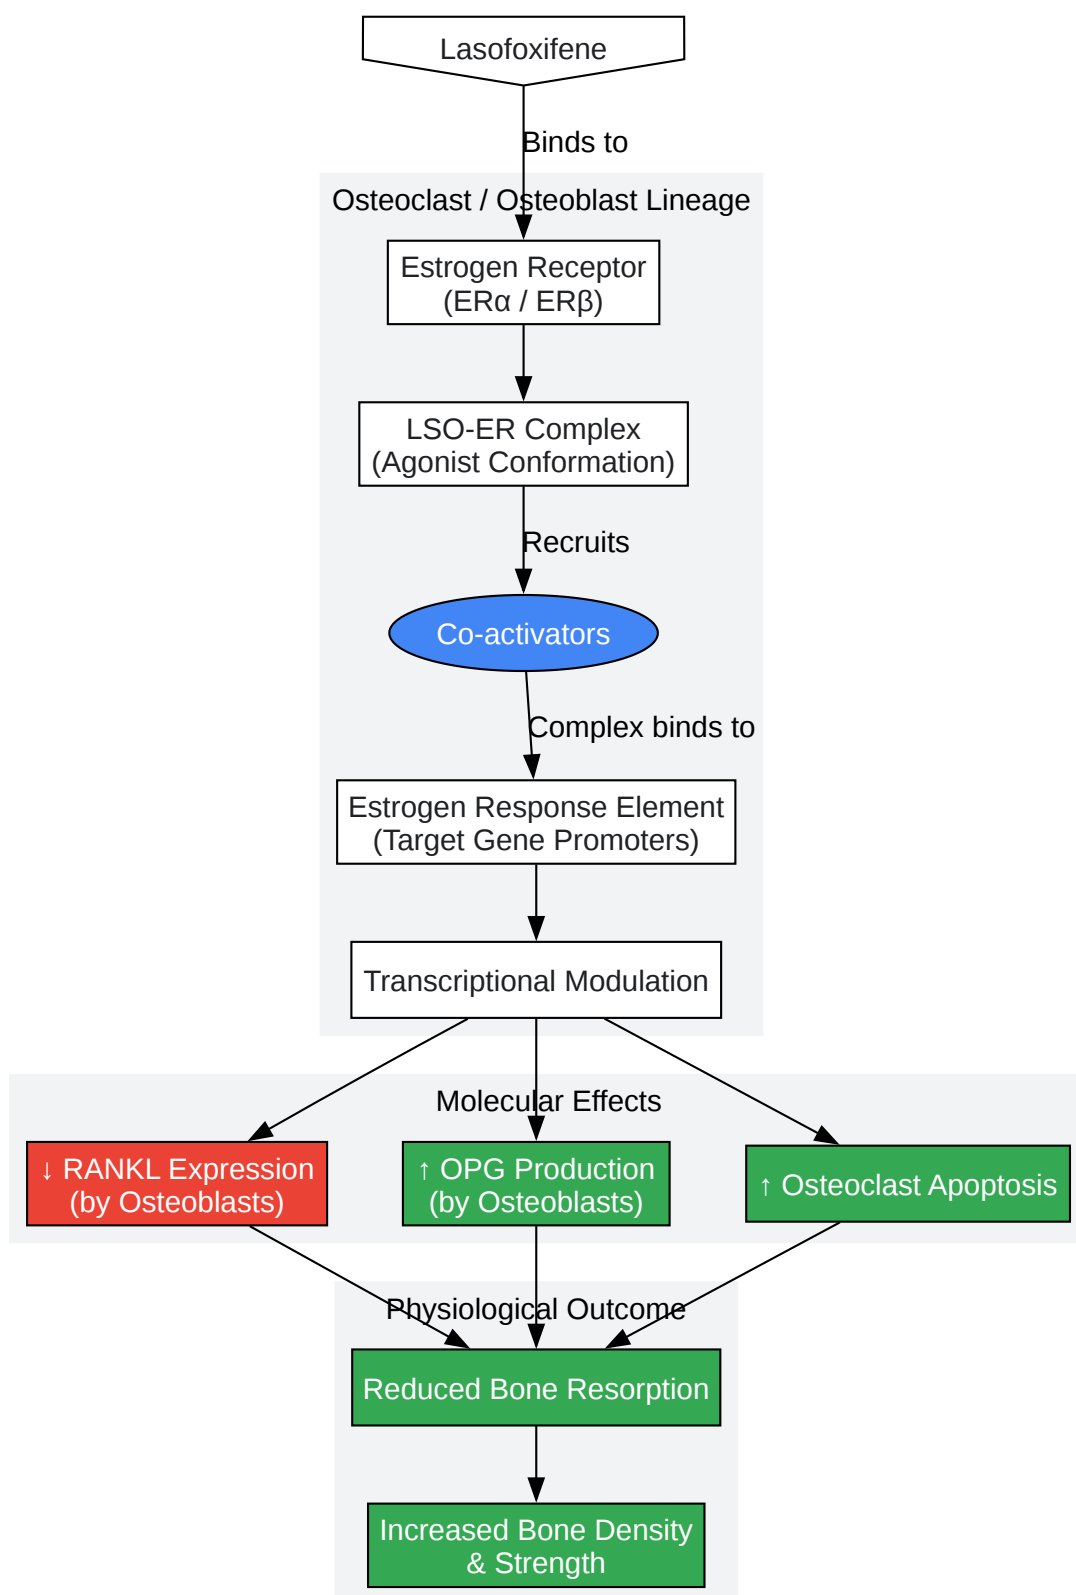 Lasofoxifene
Binds to
Osteoclast / Osteoblast Lineage
Estrogen Receptor
(ERα / ERβ)
LSO-ER Complex
(Agonist Conformation)
Recruits
Co-activators
Complex binds to
Estrogen Response Element
(Target Gene Promoters)
Transcriptional Modulation
Molecular Effects
↓ RANKL Expression
(by Osteoblasts)
↑ OPG Production
(by Osteoblasts)
↑ Osteoclast Apoptosis
Physiological Outcome
Reduced Bone Resorption
Increased Bone Density
& Strength